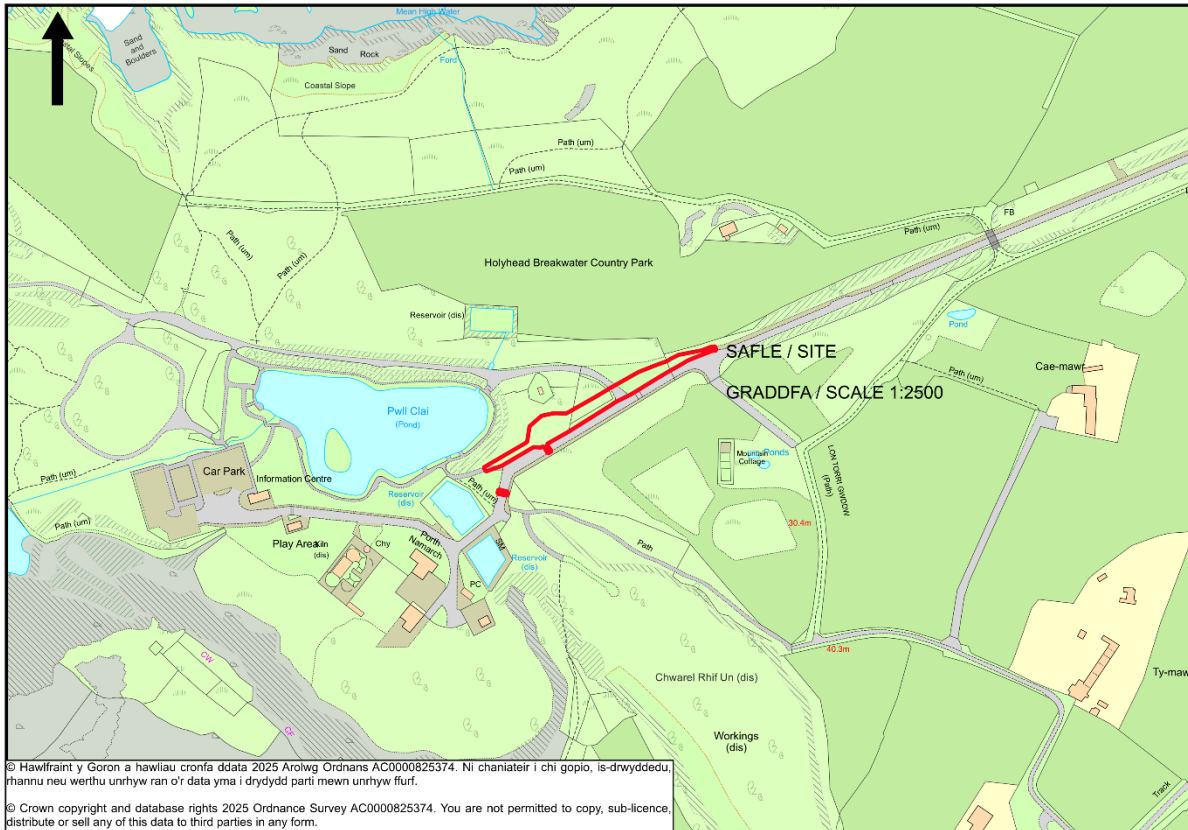 Mean High Water
Sand
and
Boulders
Sand
Rock
Ford
Coastal Slopes
Coastal Slope
Path (um)
Path (um)
FB
Path (um)
Path (um)
Path (um)
Holyhead Breakwater Country Park
Reservoir (dis)
Pond
SAFLE / SITE
Cae-mawr
Path (um)
GRADDFA / SCALE 1:2500
Pwll Clai
(Pond)
Mountain
Cottage
Ponds
LON TORRI GWDDW
(Path)
Path (um)
Car Park
Information Centre
Path (um)
Reservoir
(dis)
30.4m
Path (um)
Play Area
Kiln
(dis)
Chy
Porth
Namarch
SM
Reservoir
(dis)
Path
PC
40.3m
CW
CF
Chwarel Rhif Un (dis)
Ty-maw
Workings
(dis)
Track
© Hawlfraint y Goron a hawliau cronfa ddata 2025 Arolwg Ordnans AC0000825374. Ni chaniateir i chi gopio, is-drwyddedu,
rhannu neu werthu unrhyw ran o'r data yma i drydydd parti mewn unrhyw ffurf.
© Crown copyright and database rights 2025 Ordnance Survey AC0000825374. You are not permitted to copy, sub-licence,
distribute or sell any of this data to third parties in any form.